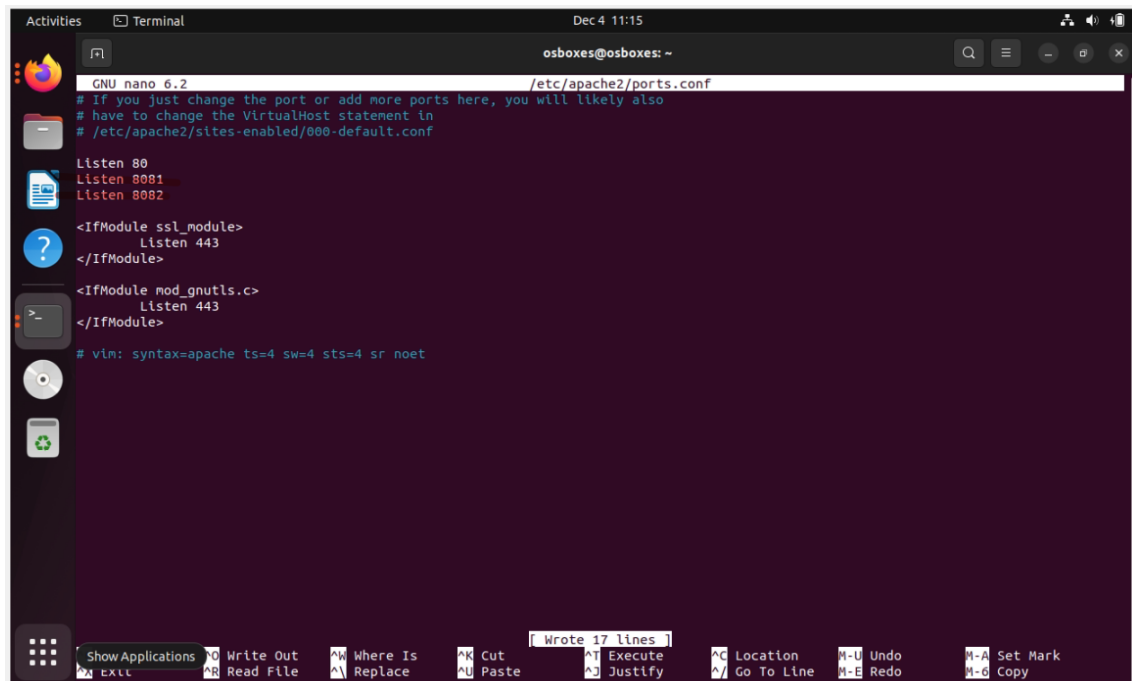 Activities Terminal Dec 4 11:15
osboxes@osboxes: ~
GNU nano 6.2 /etc/apache2/ports.conf
# If you just change the port or add more ports here, you will likely also
# have to change the VirtualHost statement in
# /etc/apache2/sites-enabled/000-default.conf
Listen 80
Listen 8081
Listen 8082
<IfModule ssl_module>
Listen 443
</IfModule>
<IfModule mod_gnutls.c>
Listen 443
</IfModule>
# vim: syntax=apache ts=4 sw=4 sts=4 sr noet
[ Wrote 17 lines ]
Show Applications ^O Write Out ^W Where Is ^K Cut ^T Execute ^C Location M-U Undo M-A Set Mark
^X Exit ^R Read File ^\ Replace ^U Paste ^J Justify ^/ Go To Line M-E Redo M-6 Copy